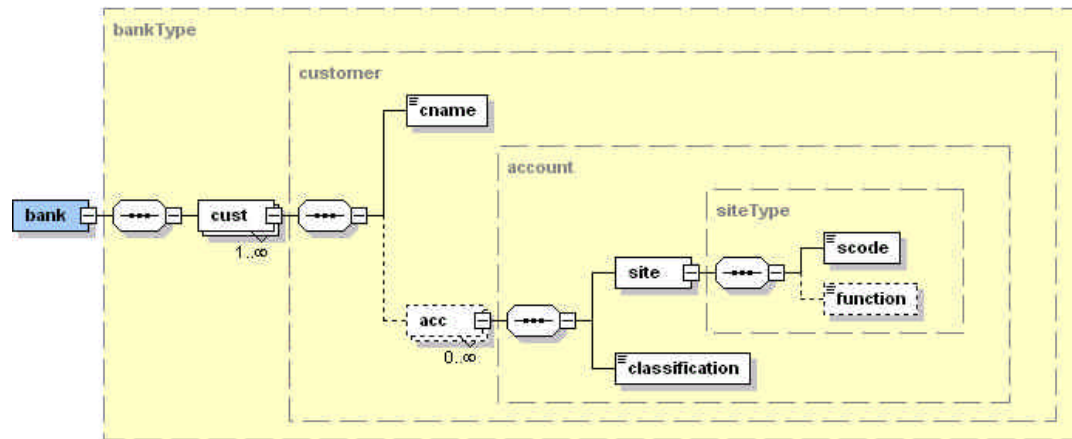 bankType
customer
cname
account
siteType
bank
cust
1..∞
scode
site
function
acc
0..∞
classification